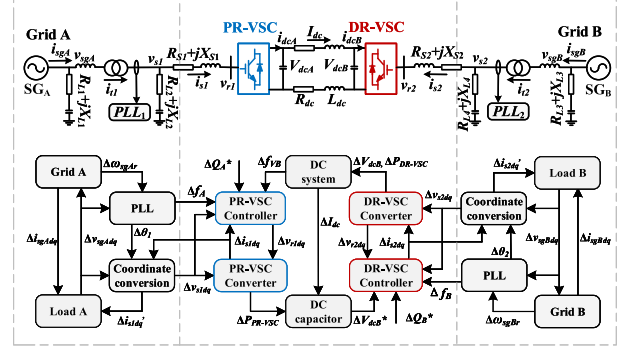 Grid A
PR-VSC
DR-VSC
Grid B
i_sgA
v_sgA
v_s1
R_S1+jX_S1
i_dcA
I_dc
i_dcB
R_S2+jX_S2
v_s2
v_sgB
i_sgB
SG_A
R_L1+jX_L1
i_t1
R_L2+jX_L2
i_s1
v_r1
V_dcA
V_dcB
v_r2
i_s2
R_L4+jX_L4
i_t2
R_L3+jX_L3
SG_B
PLL_1
R_dc
L_dc
PLL_2
Grid A
Δω_sgAr
ΔQ_A*
Δf_VB
DC system
ΔV_dcB, ΔP_DR-VSC
Δi_s2dq'
Load B
PLL
Δf_A
PR-VSC Controller
DR-VSC Converter
Δv_s2dq
Coordinate conversion
Δi_sgAdq
Δv_sgAdq
Δθ_1
Δi_s1dq
Δv_r1dq
ΔI_dc
Δv_r2dq
Δi_s2dq
Δθ_2
Δv_sgBdq
Δi_sgBdq
Coordinate conversion
Δv_s1dq
PR-VSC Converter
DR-VSC Controller
Δf_B
PLL
Load A
Δi_s1dq'
ΔP_PR-VSC
DC capacitor
ΔV_dcB*
ΔQ_B*
Δω_sgBr
Grid B